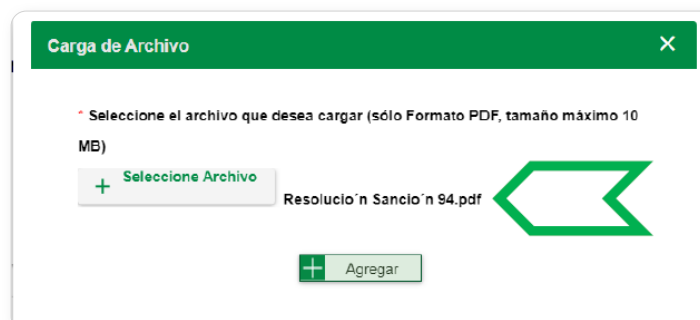 Carga de Archivo
* Seleccione el archivo que desea cargar (sólo Formato PDF, tamaño máximo 10
MB)
Seleccione Archivo
Resolucio´n Sancio´n 94.pdf
Agregar